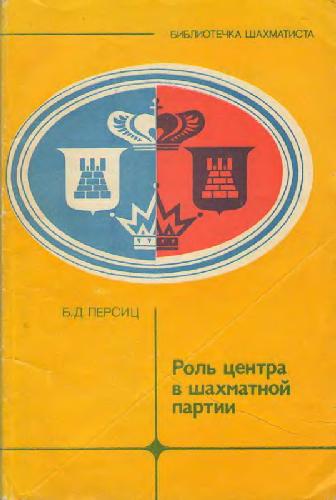 БИБЛИОТЕЧКА ШАХМАТИСТА
Б.Д. ПЕРСИЦ
Роль центра
в шахматной
партии